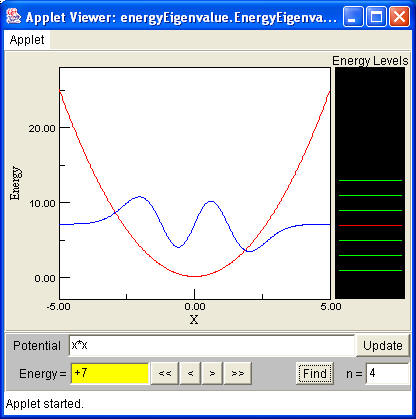 Applet Viewer: energyEigenvalue.EnergyEigenva...
Applet
Energy Levels
20.00
10.00
0.00
Energy
-5.00 0.00 5.00
X
Potential x*x Update
Energy = +7 << < > >> Find n = 4
Applet started.